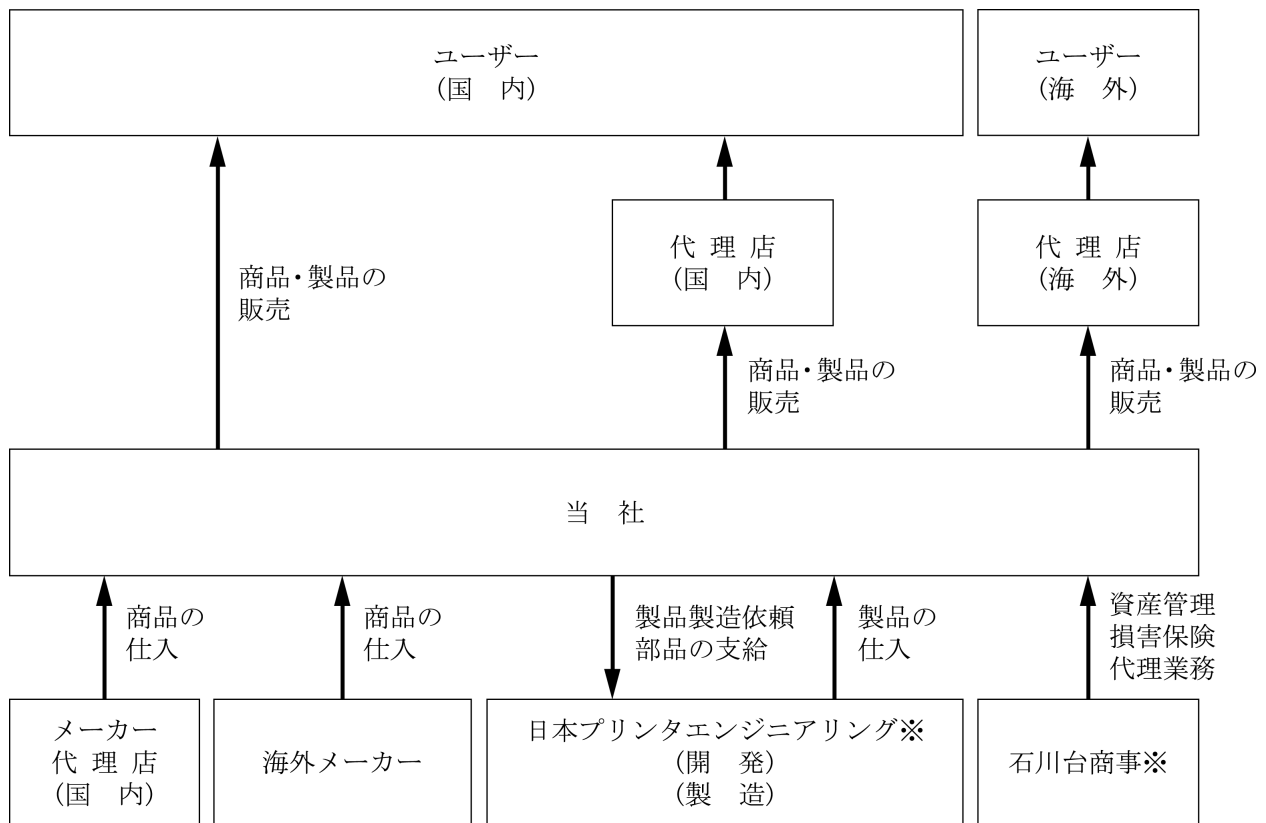 ユーザー
(国　内)
ユーザー
(海　外)
代 理 店
(国　内)
代 理 店
(海　外)
商品・製品の
販売
商品・製品の
販売
商品・製品の
販売
当　社
商品の
仕入
商品の
仕入
製品製造依頼
部品の支給
製品の
仕入
資産管理
損害保険
代理業務
メーカー
代 理 店
(国　内)
海外メーカー
日本プリンタエンジニアリング※
(開　発)
(製　造)
石川台商事※